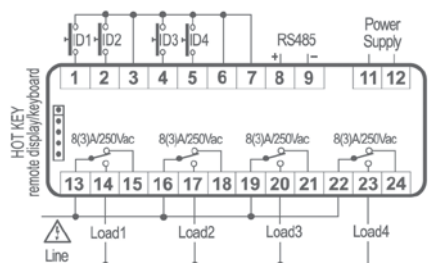 ID1 ID2 ID3 ID4 RS485 Power Supply
+ −
1 2 3 4 5 6 7 8 9 11 12
HOT KEY
remote display/keyboard
8(3)A/250Vac 8(3)A/250Vac 8(3)A/250Vac 8(3)A/250Vac
13 14 15 16 17 18 19 20 21 22 23 24
Load1 Load2 Load3 Load4
Line